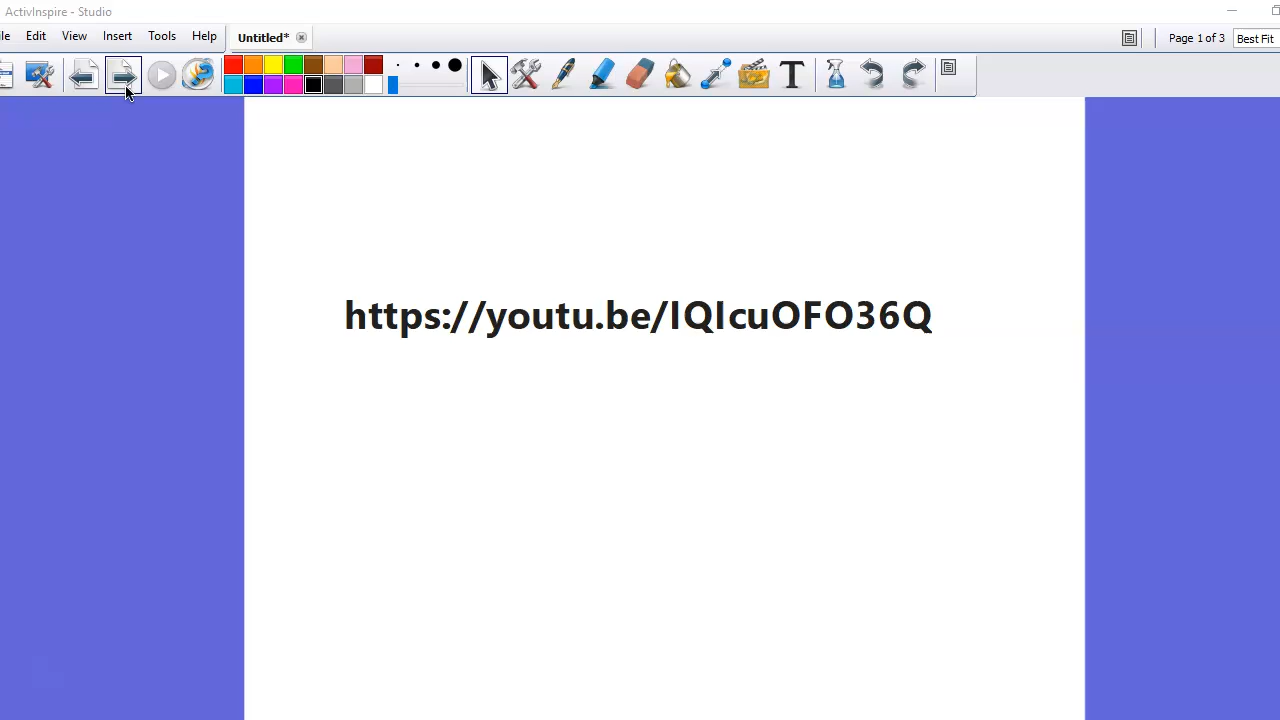 ActivInspire - Studio
le Edit View Insert Tools Help Untitled* Page 1 of 3 Best Fit
T
https://youtu.be/IQIcuOFO36Q